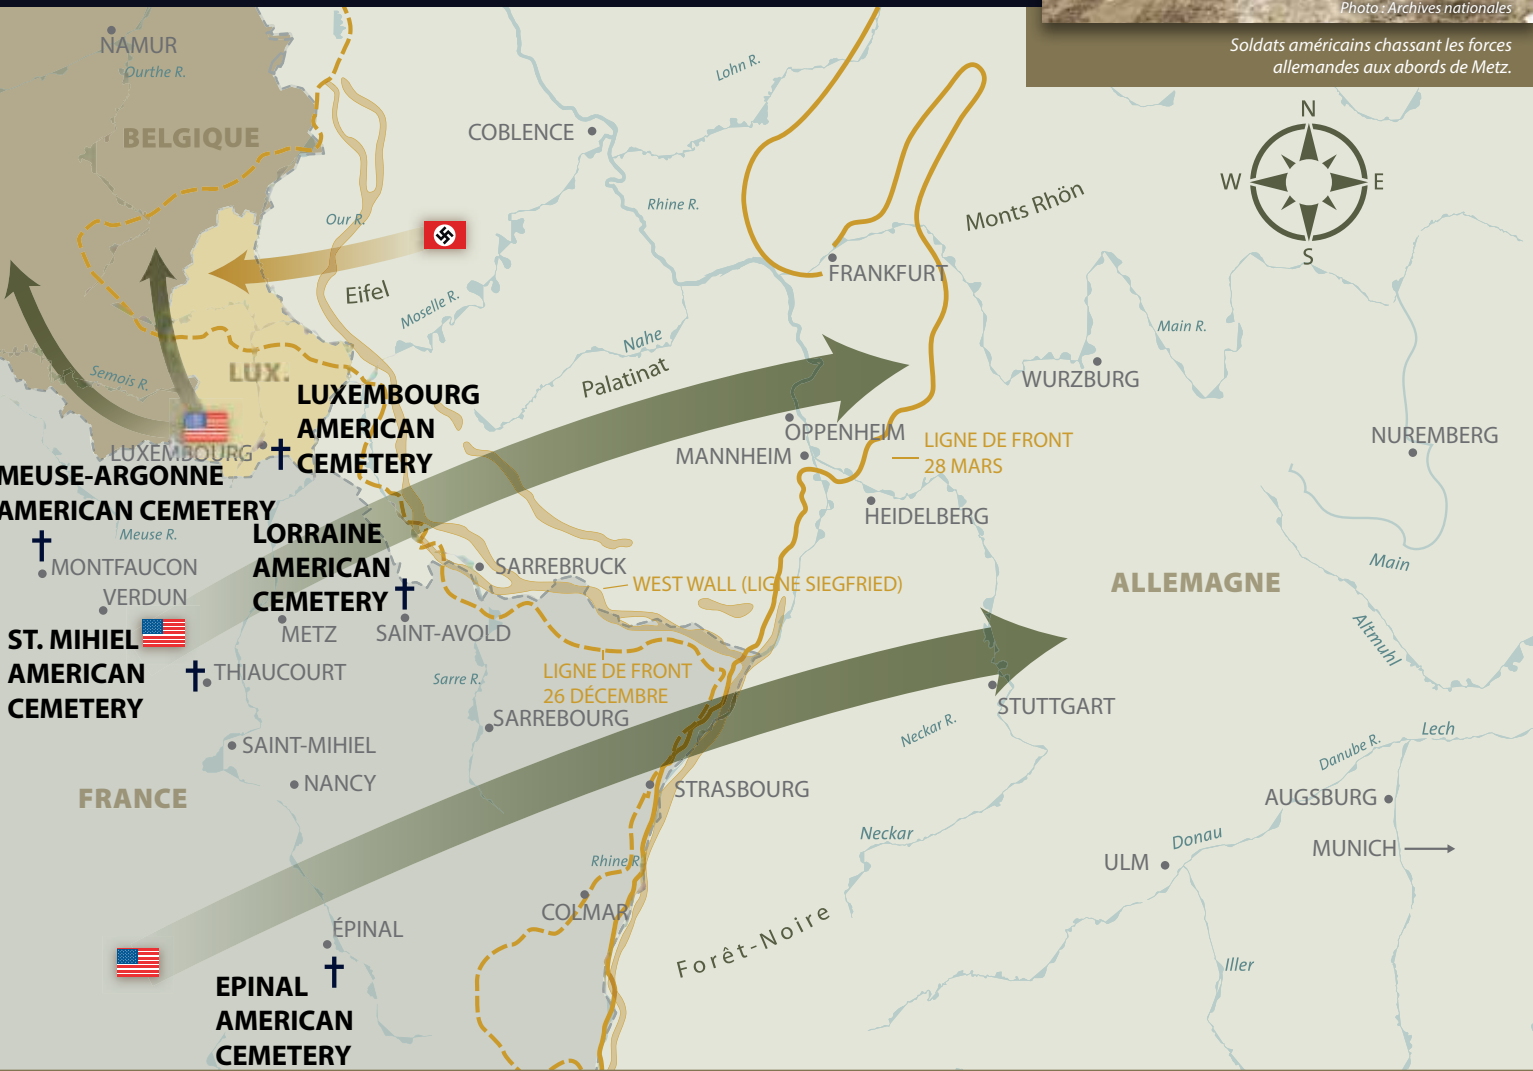 Photo : Archives nationales
Soldats américains chassant les forces
allemandes aux abords de Metz.
NAMUR
Ourthe R.
BELGIQUE
COBLENCE
Lohn R.
Rhine R.
Our R.
Monts Rhön
N
W
E
S
FRANKFURT
Eifel
Moselle R.
Nahe
Palatinat
Main R.
WURZBURG
Semois R.
LUX.
LUXEMBOURG
LUXEMBOURG
AMERICAN
CEMETERY
OPPENHEIM
MANNHEIM
LIGNE DE FRONT
28 MARS
NUREMBERG
HEIDELBERG
MEUSE-ARGONNE
AMERICAN CEMETERY
Meuse R.
MONTFAUCON
VERDUN
LORRAINE
AMERICAN
CEMETERY
SARREBRUCK
WEST WALL (LIGNE SIEGFRIED)
ALLEMAGNE
Main
Altmuhl
ST. MIHIEL
AMERICAN
CEMETERY
METZ
SAINT-AVOLD
THIAUCOURT
Sarre R.
LIGNE DE FRONT
26 DÉCEMBRE
SARREBOURG
STUTTGART
Neckar R.
SAINT-MIHIEL
NANCY
FRANCE
STRASBOURG
Danube R.
Lech
AUGSBURG
MUNICH
Neckar
Donau
ULM
Rhine R.
COLMAR
Forêt-Noire
Iller
ÉPINAL
EPINAL
AMERICAN
CEMETERY